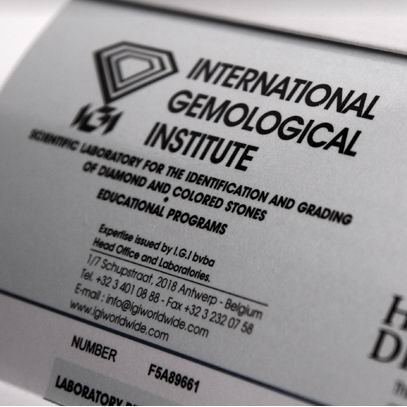 INTERNATIONAL
GEMOLOGICAL
INSTITUTE
IGI
SCIENTIFIC LABORATORY FOR THE IDENTIFICATION AND GRADING
OF DIAMOND AND COLORED STONES
EDUCATIONAL PROGRAMS
Expertise issued by I.G.I bvba
Head Office and Laboratories.
1/7 Schupstraat, 2018 Antwerp - Belgium
Tel. +32 3 401 08 88 - Fax +32 3 232 07 58
E-mail : info@igiworldwide.com
www.igiworldwide.com
NUMBER F5A89661
LABORATORY